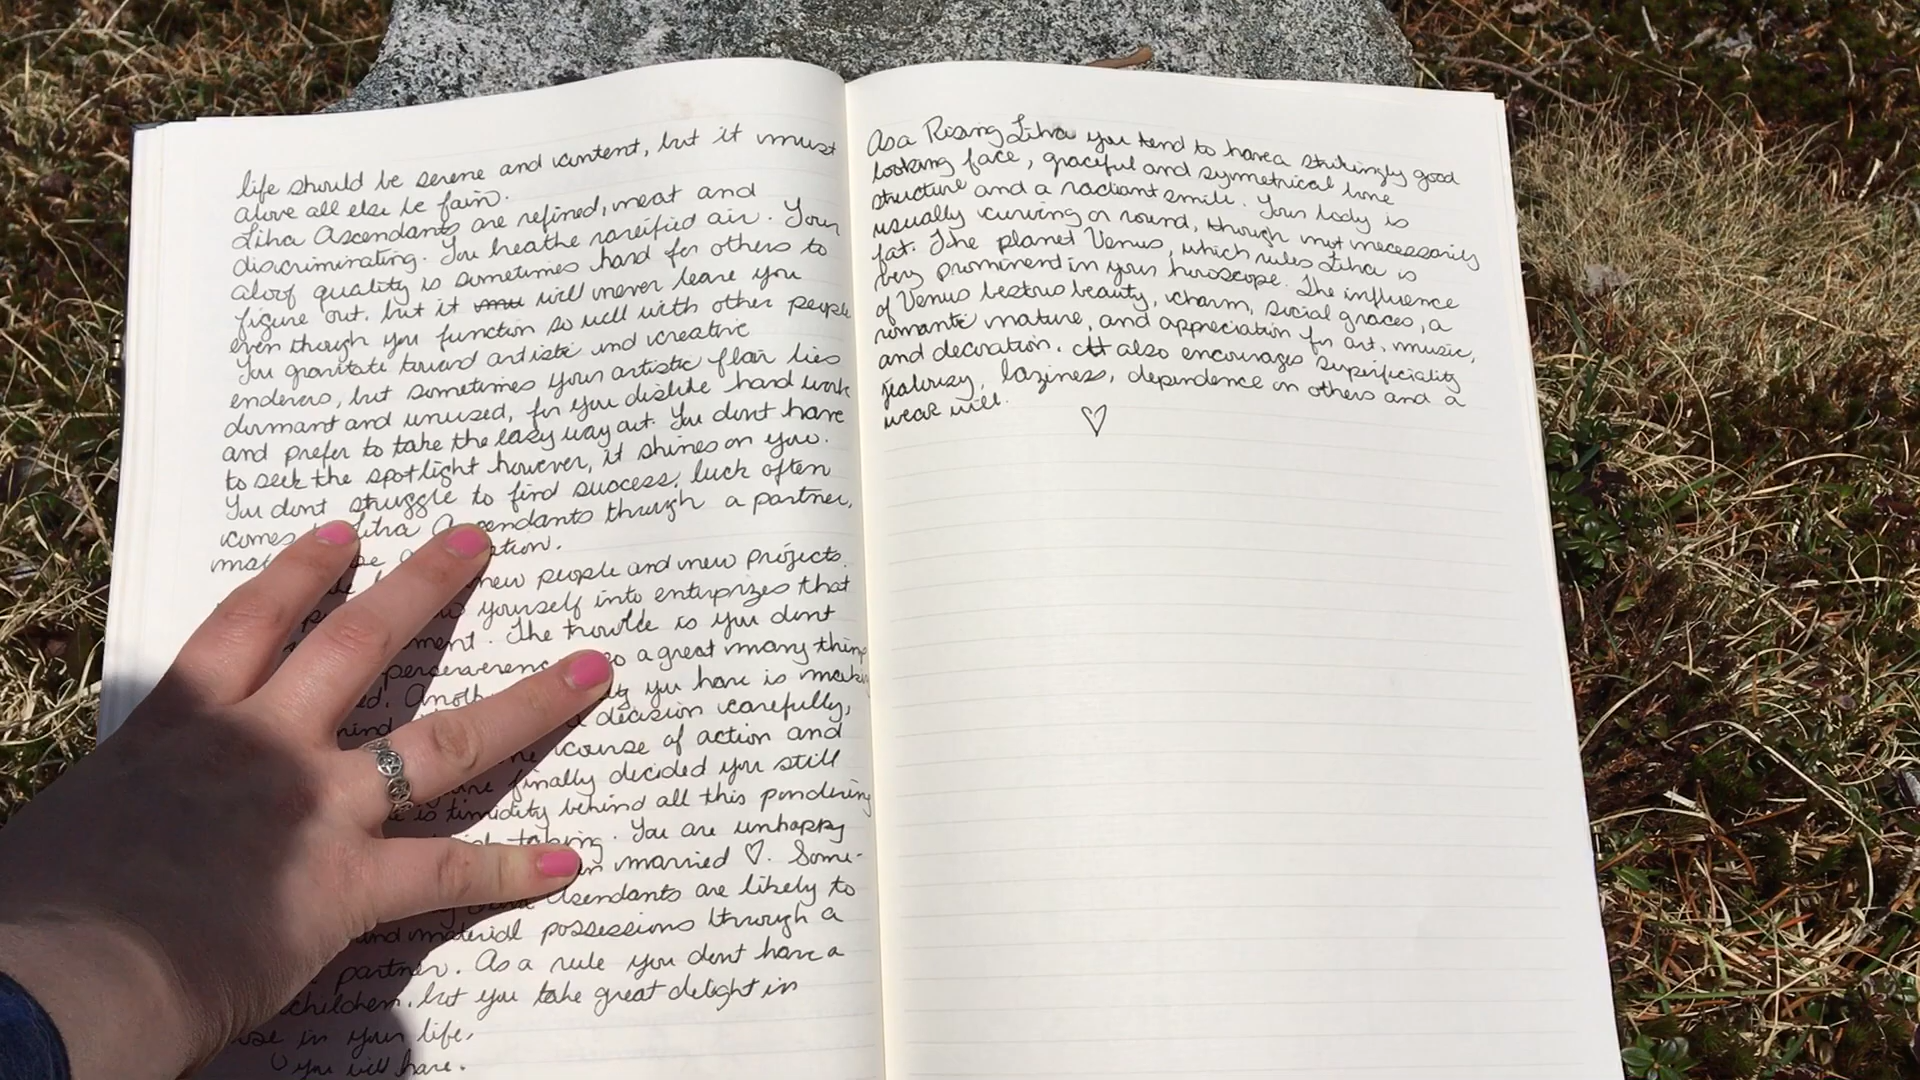 life should be serene and content, but it must
above all else be fair.
Libra Ascendants are refined, neat and
discriminating. You breathe rareified air. Your
aloof quality is sometimes hard for others to
figure out, but it will never leave you
even though you function so well with other people
You gravitate toward artistic and creative
endevers, but sometimes your artistic flair lies
dormant and unused, for you dislike hard work
and prefer to take the easy way out. You dont have
to seek the spotlight however, it shines on you.
You dont struggle to find success, luck often
comes Libra Ascendants through a partner,
new people and new projects.
yourself into enterprizes that
The trouble is you dont
a great many thing
you have is
a decision carefully,
course of action and
finally decided you still
is timidity behind all this pondering
taking. You are unhappy
married ♡. Some-
Asendants are likely to
and material possessions through a
partner. As a rule you dont have a
children, but you take great delight in
in your life.
you will have.
As a Rising Libra you tend to have a strikingly good
looking face, graceful and symmetrical bone
structure and a radiant smile. Your body is
usually curving or round, though not necessarily
fat. The planet Venus, which rules Libra is
very prominent in your horoscope. The influence
of Venus bestows beauty, charm, social graces, a
romantic nature, and appreciation for art, music,
and decoration. It also encourages superficiality
jealousy, laziness, dependence on others and a
weak will.
♡